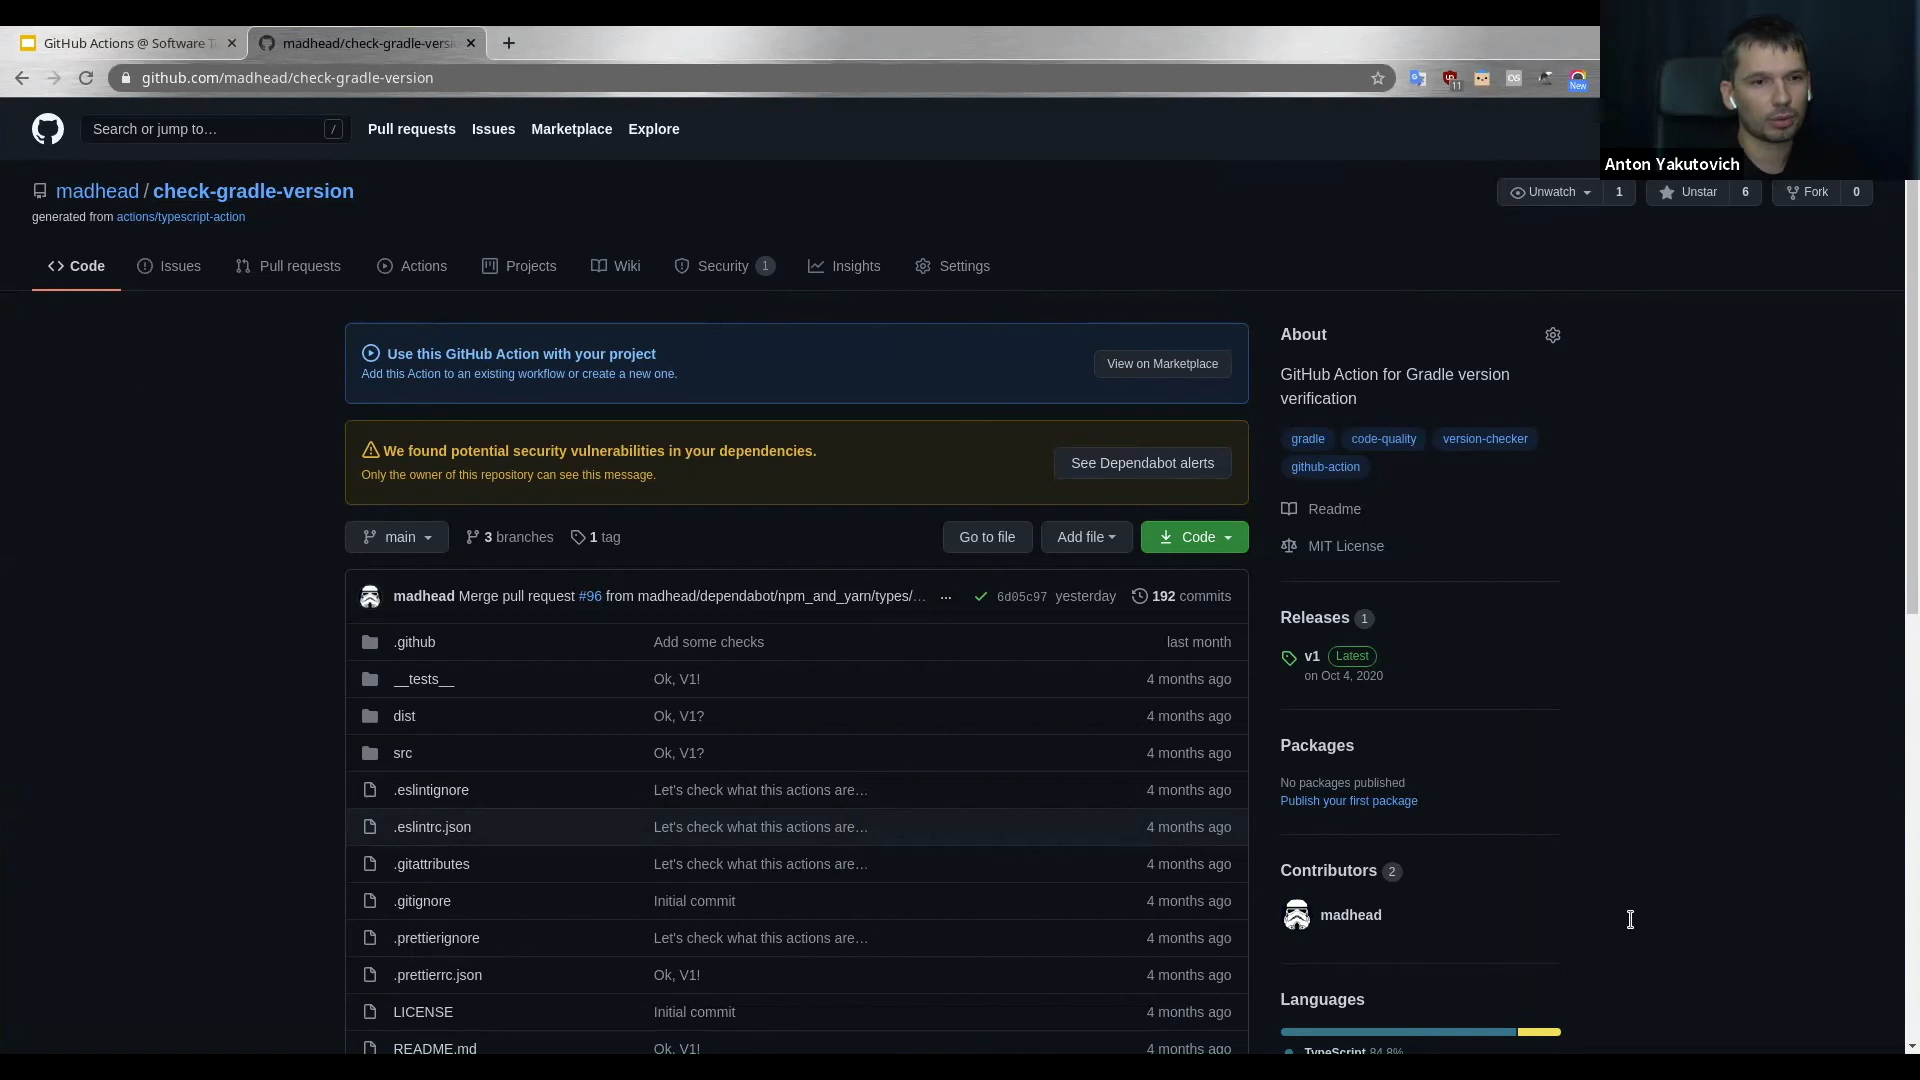 GitHub Actions @ Software T
madhead/check-gradle-versi
github.com/madhead/check-gradle-version
11
New
Search or jump to… /
Pull requests Issues Marketplace Explore
Anton Yakutovich
madhead / check-gradle-version
generated from actions/typescript-action
Unwatch 1 Unstar 6 Fork 0
Code Issues Pull requests Actions Projects Wiki Security 1 Insights Settings
Use this GitHub Action with your project
Add this Action to an existing workflow or create a new one.
View on Marketplace
We found potential security vulnerabilities in your dependencies.
Only the owner of this repository can see this message.
See Dependabot alerts
main 3 branches 1 tag Go to file Add file Code
madhead Merge pull request #96 from madhead/dependabot/npm_and_yarn/types/… ... 6d05c97 yesterday 192 commits
.github Add some checks last month
__tests__ Ok, V1! 4 months ago
dist Ok, V1? 4 months ago
src Ok, V1? 4 months ago
.eslintignore Let's check what this actions are… 4 months ago
.eslintrc.json Let's check what this actions are… 4 months ago
.gitattributes Let's check what this actions are… 4 months ago
.gitignore Initial commit 4 months ago
.prettierignore Let's check what this actions are… 4 months ago
.prettierrc.json Ok, V1! 4 months ago
LICENSE Initial commit 4 months ago
README.md Ok, V1! 4 months ago
About
GitHub Action for Gradle version
verification
gradle code-quality version-checker
github-action
Readme
MIT License
Releases 1
v1 Latest
on Oct 4, 2020
Packages
No packages published
Publish your first package
Contributors 2
madhead
Languages
TypeScript 84.8%